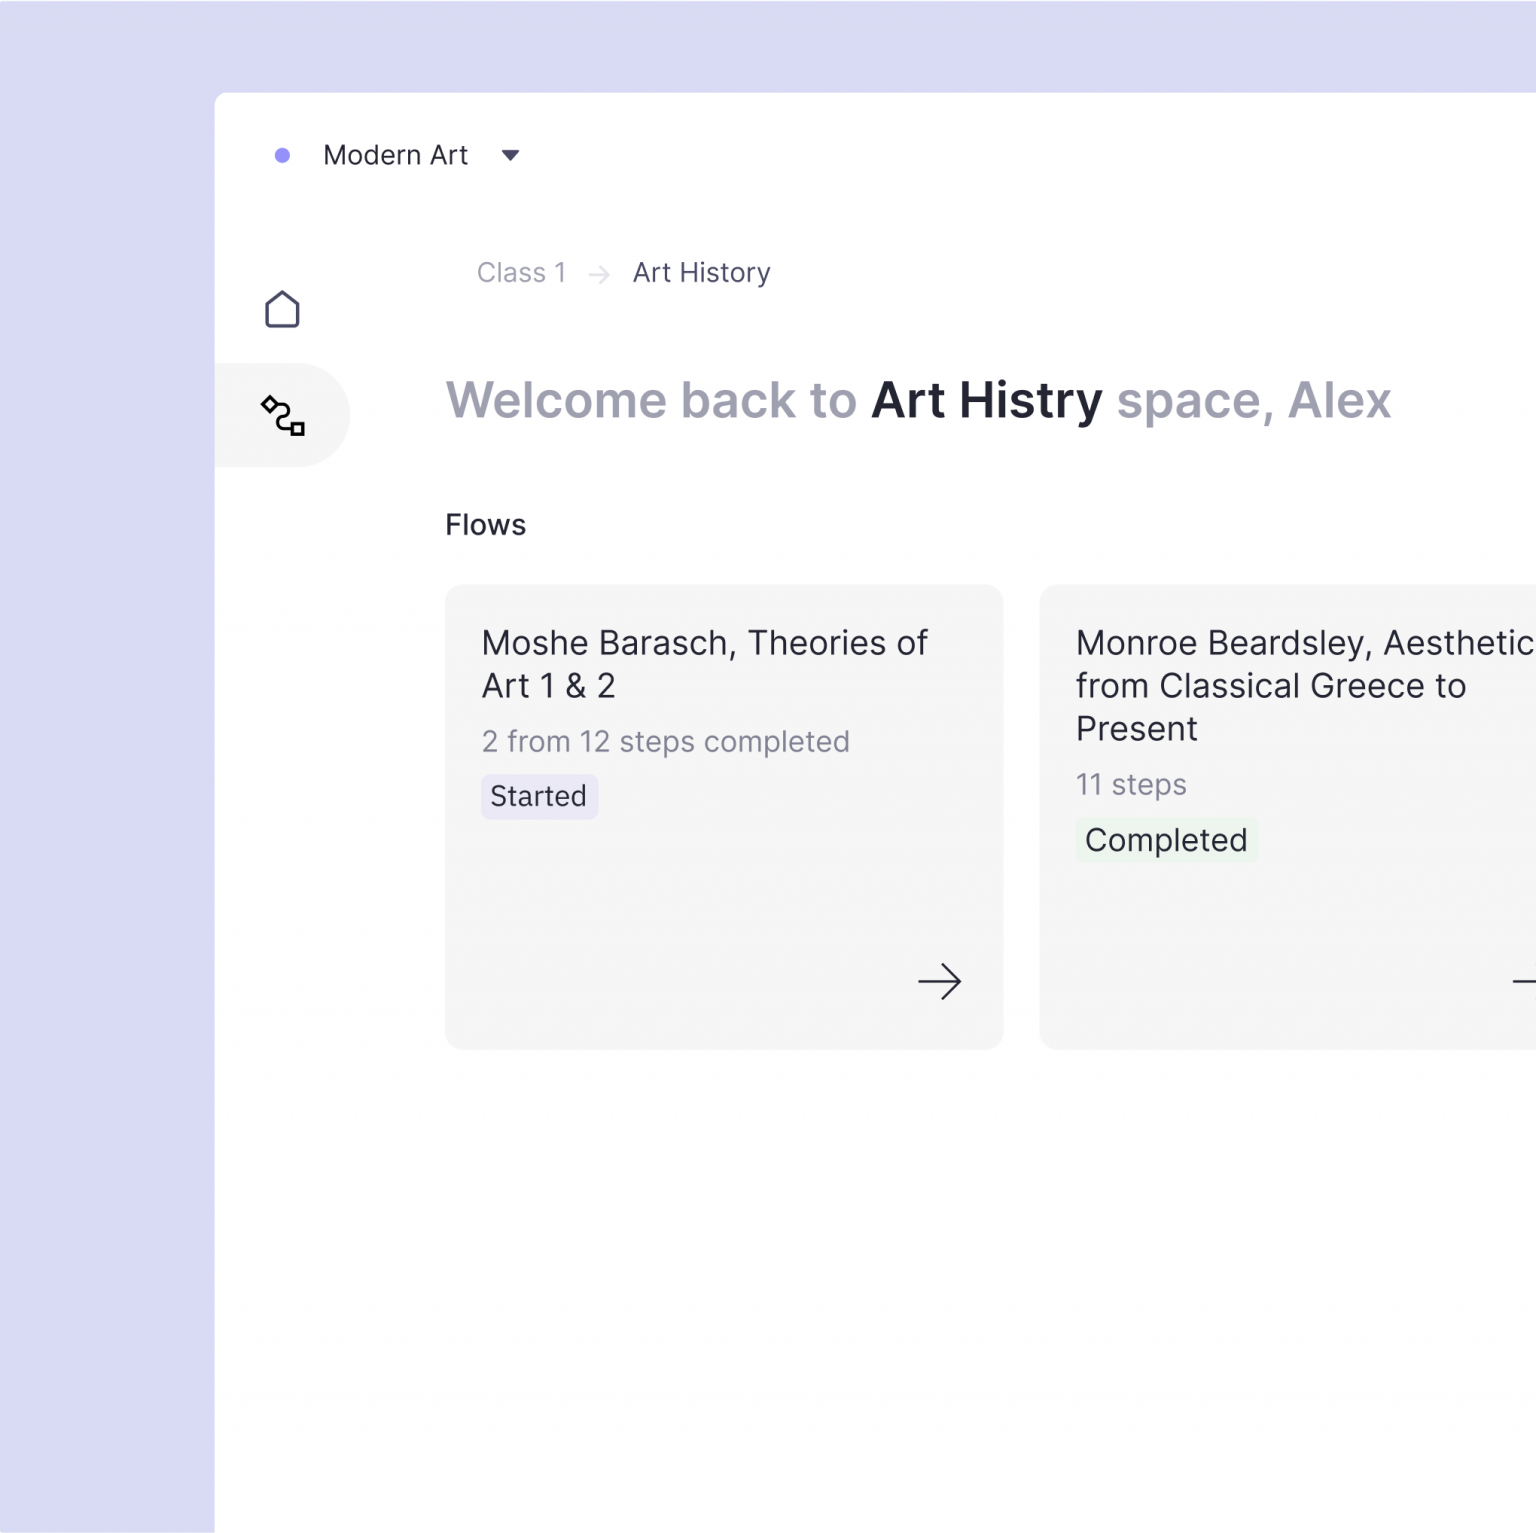 Modern Art
Class 1 → Art History
Welcome back to Art Histry space, Alex
Flows
Moshe Barasch, Theories of
Art 1 & 2
2 from 12 steps completed
Started
Monroe Beardsley, Aesthetic
from Classical Greece to
Present
11 steps
Completed